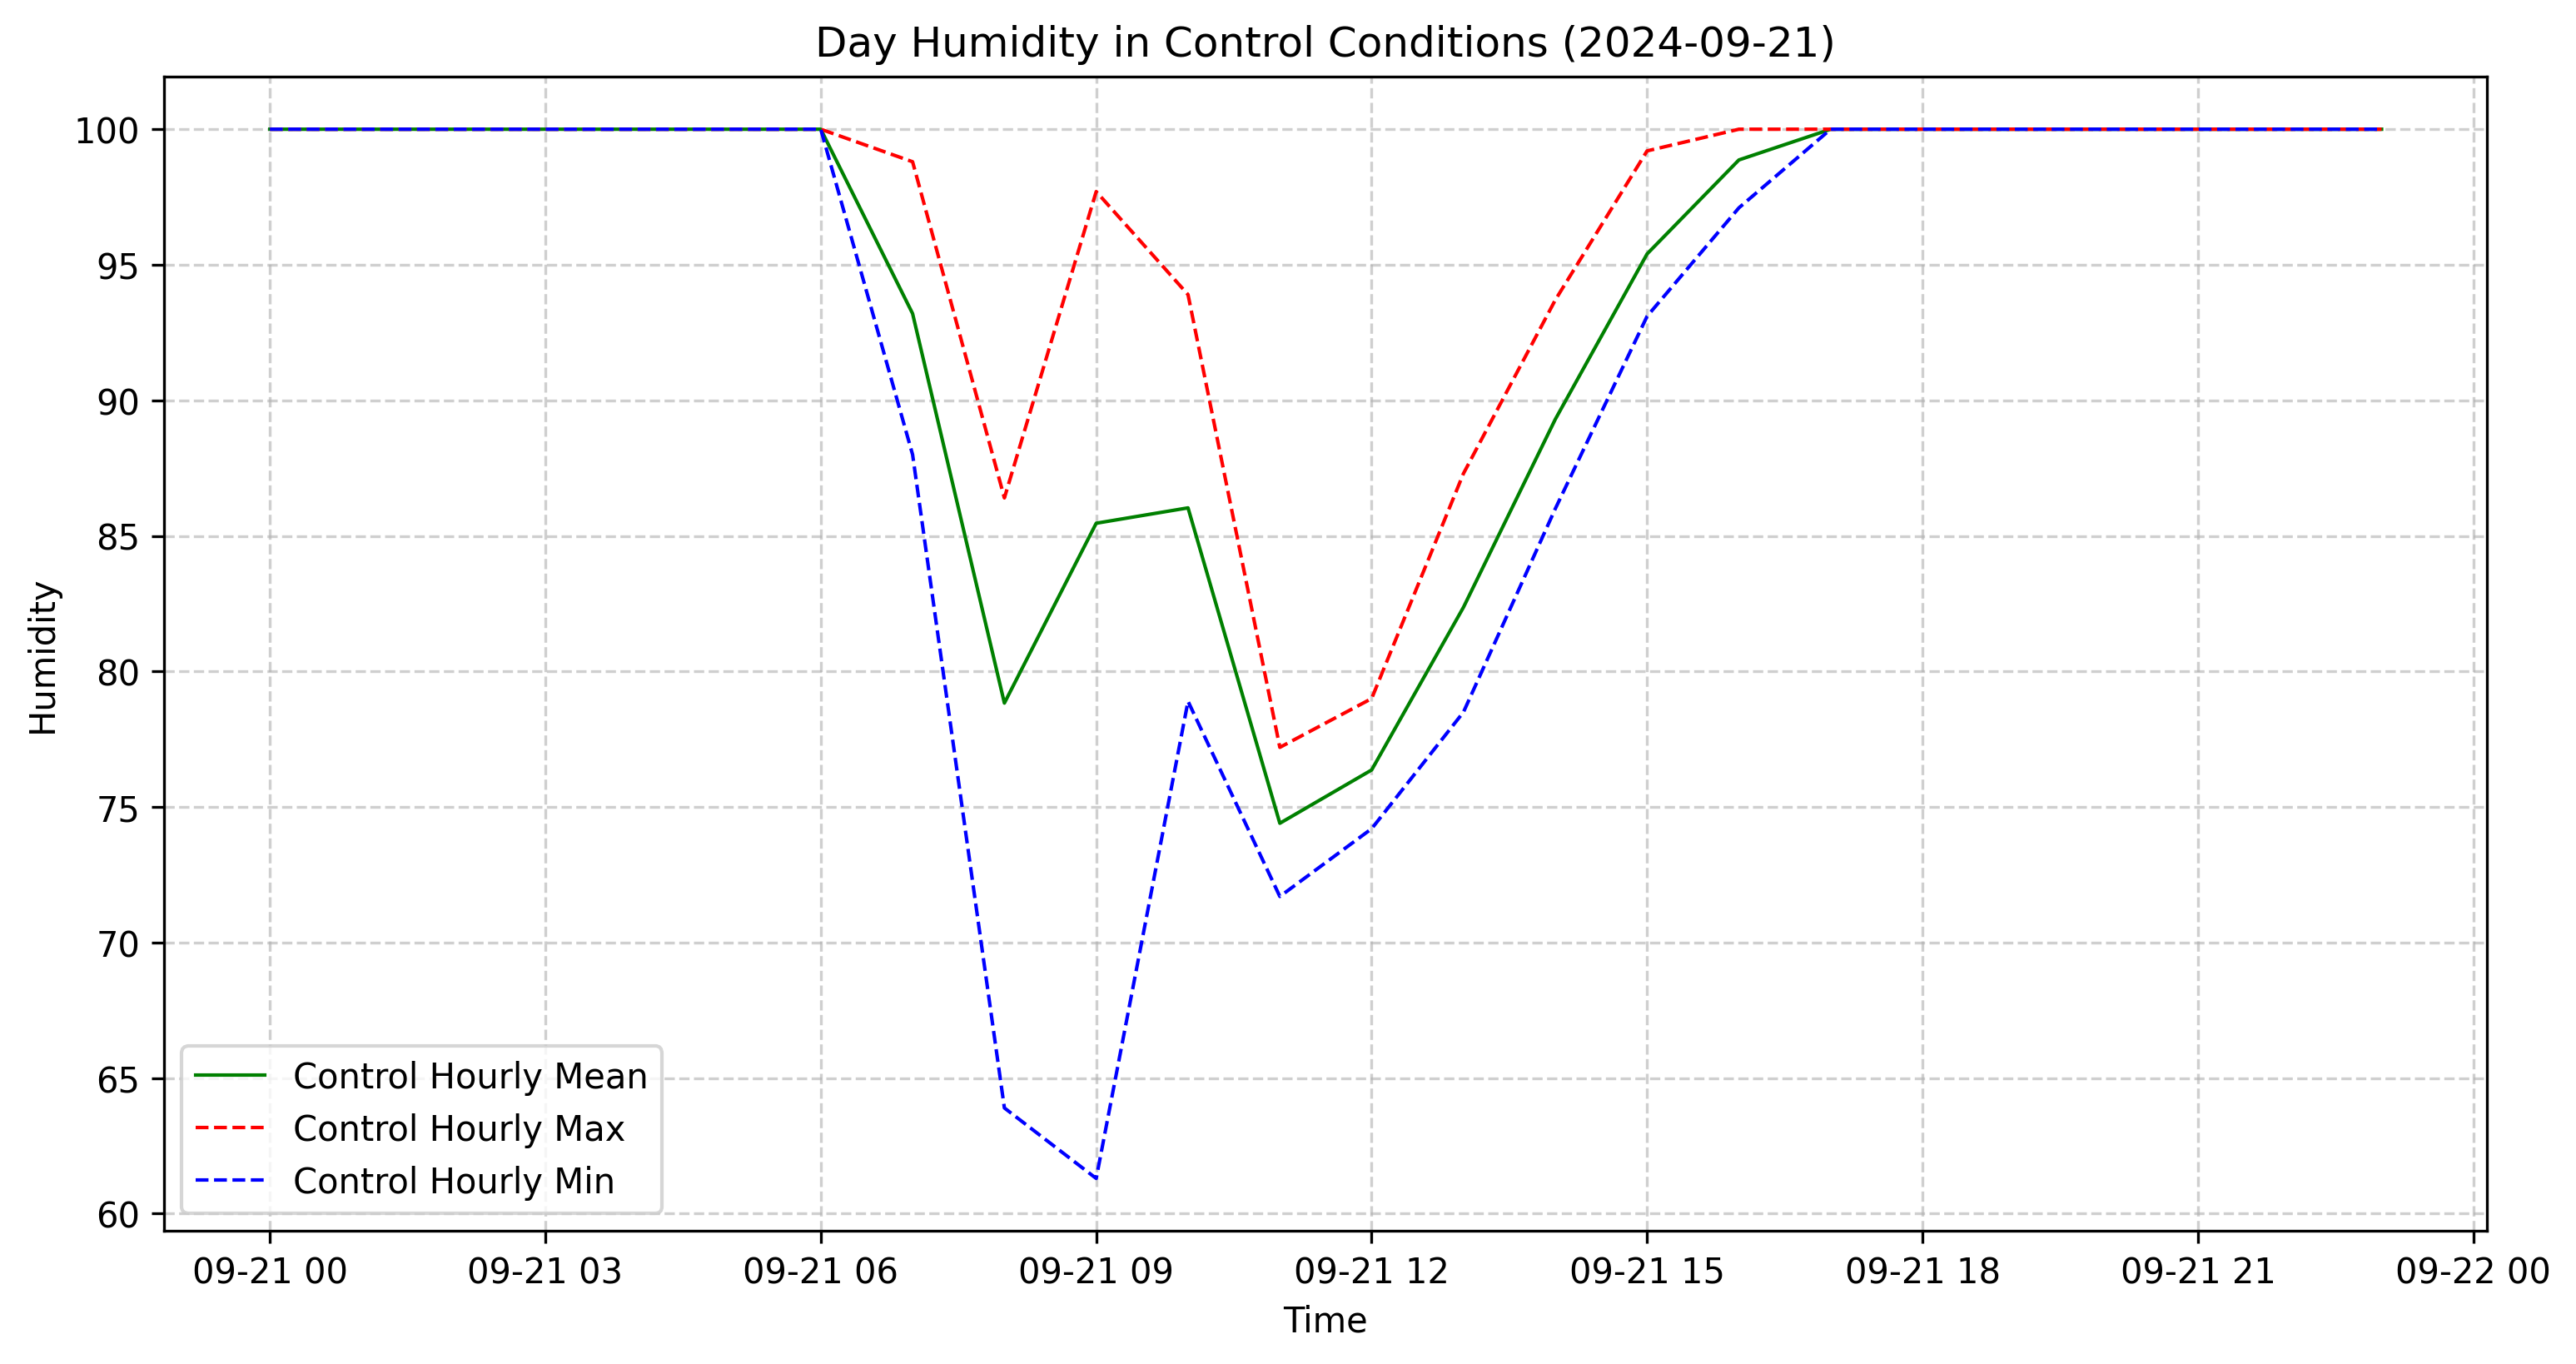 Day Humidity in Control Conditions (2024-09-21)
100
95
90
85
80
75
70
65
60
Humidity
Control Hourly Mean
Control Hourly Max
Control Hourly Min
09-21 00 09-21 03 09-21 06 09-21 09 09-21 12 09-21 15 09-21 18 09-21 21 09-22 00
Time